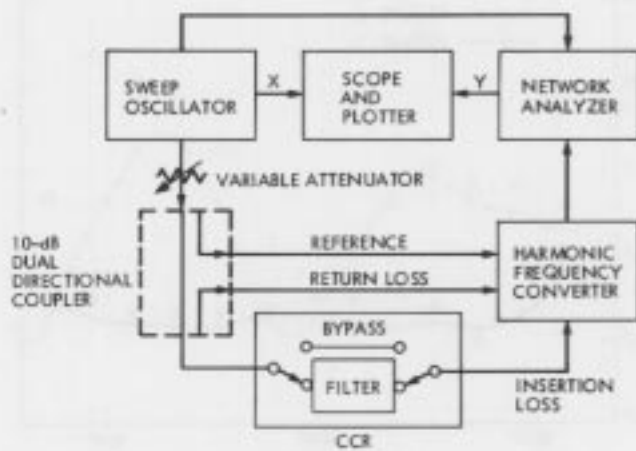 SWEEP
OSCILLATOR
X
SCOPE
AND
PLOTTER
Y
NETWORK
ANALYZER
VARIABLE ATTENUATOR
10-dB
DUAL
DIRECTIONAL
COUPLER
REFERENCE
RETURN LOSS
HARMONIC
FREQUENCY
CONVERTER
BYPASS
FILTER
INSERTION
LOSS
CCR